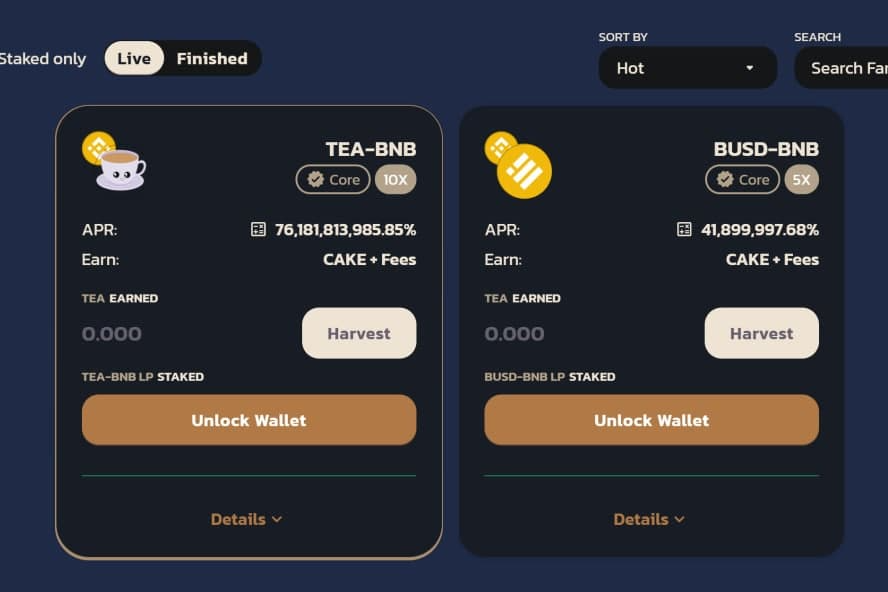 Staked only
Live
Finished
SORT BY
Hot
SEARCH
Search Far
TEA-BNB
Core
10X
APR:
76,181,813,985.85%
Earn:
CAKE + Fees
TEA EARNED
0.000
Harvest
TEA-BNB LP STAKED
Unlock Wallet
Details
BUSD-BNB
Core
5X
APR:
41,899,997.68%
Earn:
CAKE + Fees
TEA EARNED
0.000
Harvest
BUSD-BNB LP STAKED
Unlock Wallet
Details